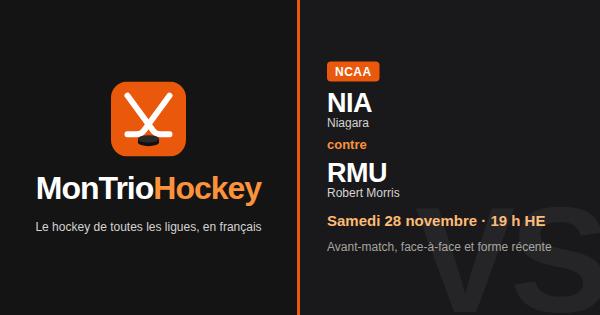 MonTrioHockey
Le hockey de toutes les ligues, en français
NCAA
NIA
Niagara
contre
RMU
Robert Morris
Samedi 28 novembre · 19 h HE
Avant-match, face-à-face et forme récente
VS